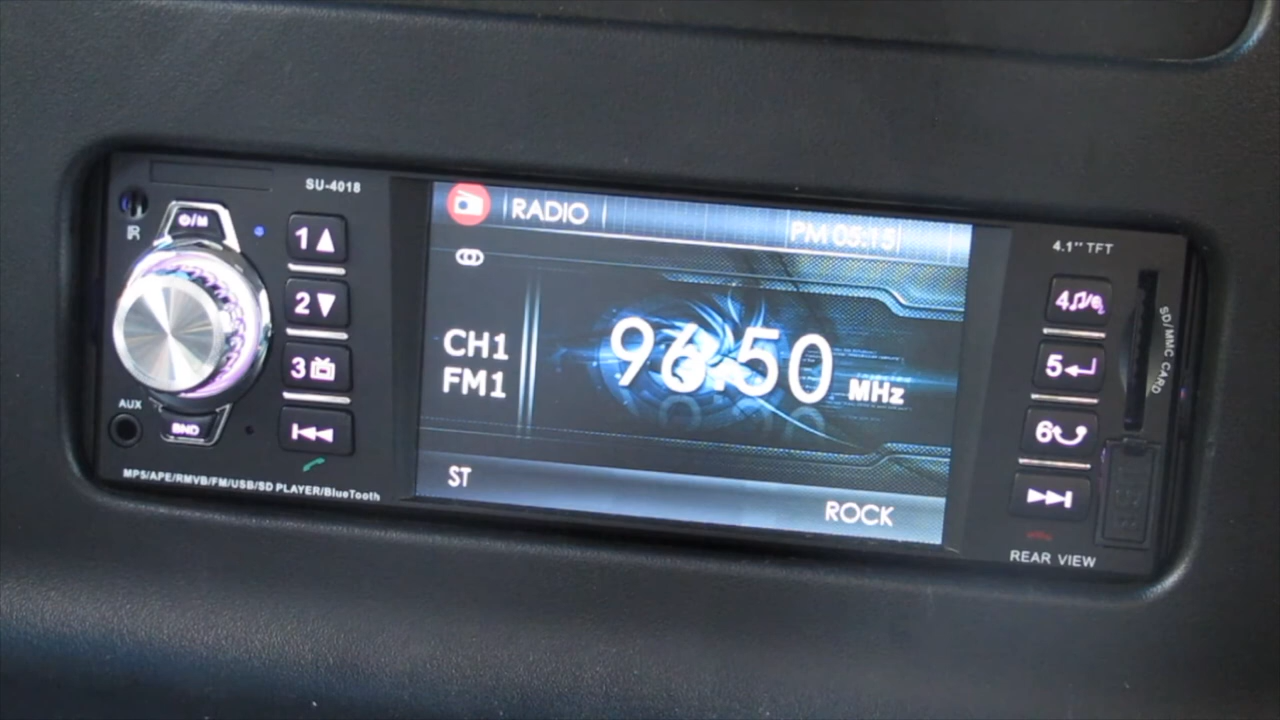 SU-4018
IR
⏻/M
1▲
2▼
3
AUX
BND
MP5/APE/RMVB/FM/USB/SD PLAYER/BlueTooth
RADIO
PM 05:15
CH1
FM1
96.50 MHz
ST
ROCK
4.1'' TFT
4
5
6
SD/MMC CARD
REAR VIEW